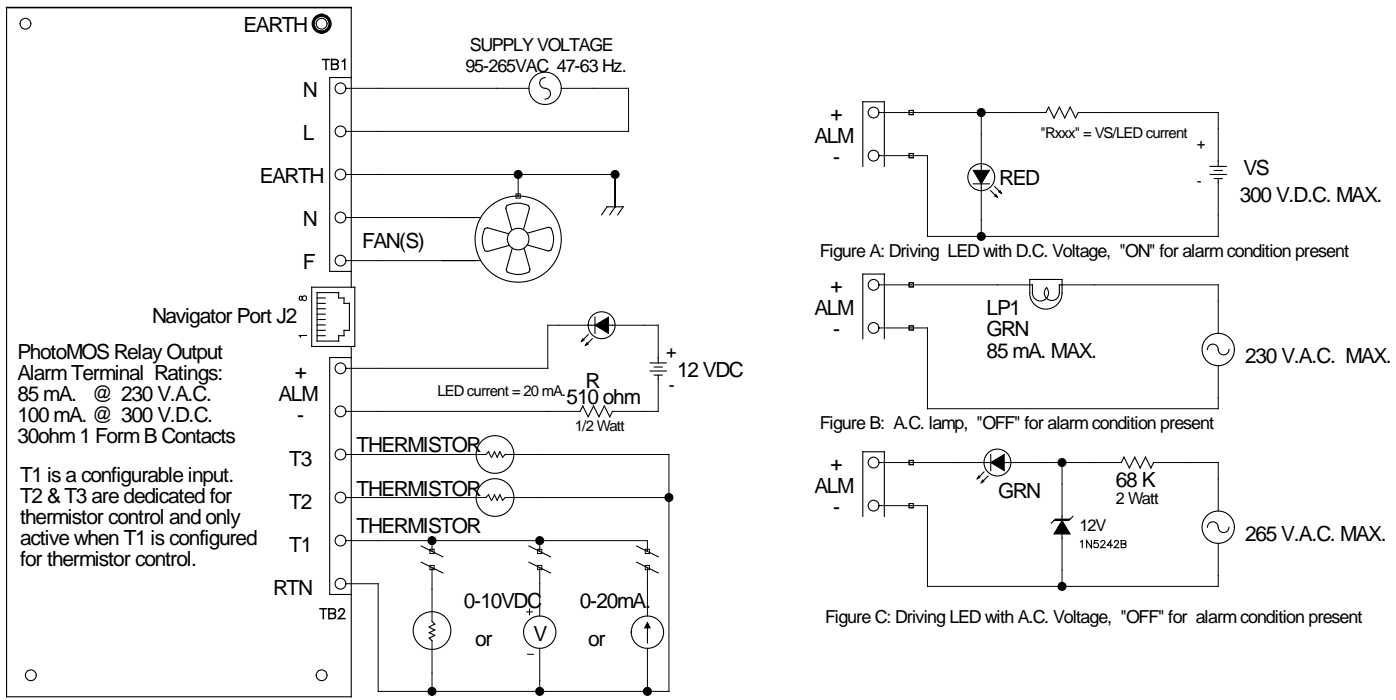 EARTH
TB1
N
L
EARTH
N
F
SUPPLY VOLTAGE
95-265VAC 47-63 Hz.
FAN(S)
8
Navigator Port J2
1
PhotoMOS Relay Output
Alarm Terminal Ratings:
85 mA. @ 230 V.A.C.
100 mA. @ 300 V.D.C.
30ohm 1 Form B Contacts
T1 is a configurable input.
T2 & T3 are dedicated for
thermistor control and only
active when T1 is configured
for thermistor control.
+
ALM
-
T3
T2
T1
RTN
TB2
+
12 VDC
-
LED current = 20 mA.
R
510 ohm
1/2 Watt
THERMISTOR
THERMISTOR
THERMISTOR
0-10VDC
0-20mA.
or
+
V
-
or
+
ALM
-
"Rxxx" = VS/LED current
RED
+
-
VS
300 V.D.C. MAX.
Figure A: Driving LED with D.C. Voltage, "ON" for alarm condition present
+
ALM
-
LP1
GRN
85 mA. MAX.
230 V.A.C. MAX.
Figure B: A.C. lamp, "OFF" for alarm condition present
+
ALM
-
GRN
68 K
2 Watt
12V
1N5242B
265 V.A.C. MAX.
Figure C: Driving LED with A.C. Voltage, "OFF" for alarm condition present